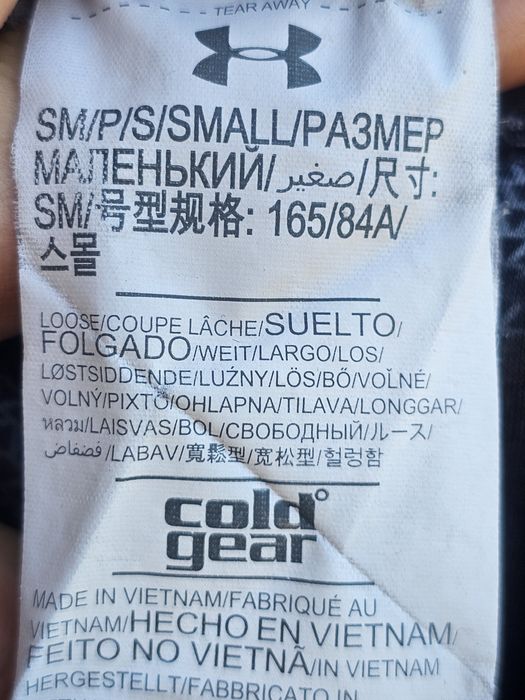 TEAR AWAY
SM/P/S/SMALL/РАЗМЕР
МАЛЕНЬКИЙ/صغير/尺寸:
SM/号型规格: 165/84A/
스몰
LOOSE/COUPE LÂCHE/SUELTO/
FOLGADO/WEIT/LARGO/LOS/
LØSTSIDDENDE/LUŹNY/LÖS/BŐ/VOĽNÉ/
VOLNÝ/PIXTŐ/OHLAPNA/TILAVA/LONGGAR/
หลวม/LAISVAS/BOL/СВОБОДНЫЙ/ルース/
فضفاض/LABAV/寬鬆型/宽松型/헐렁함
cold
gear
MADE IN VIETNAM/FABRIQUÉ AU
VIETNAM/HECHO EN VIETNAM/
FEITO NO VIETNÃ/IN VIETNAM
HERGESTELLT/FABBRICATO IN